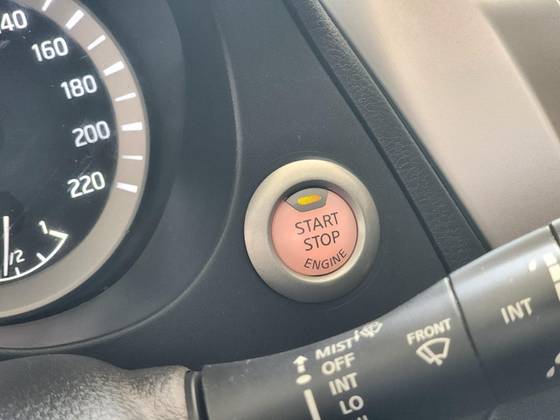 140
160
180
200
220
1
1/2
START
STOP
ENGINE
MIST
OFF
INT
LO
FRONT
INT